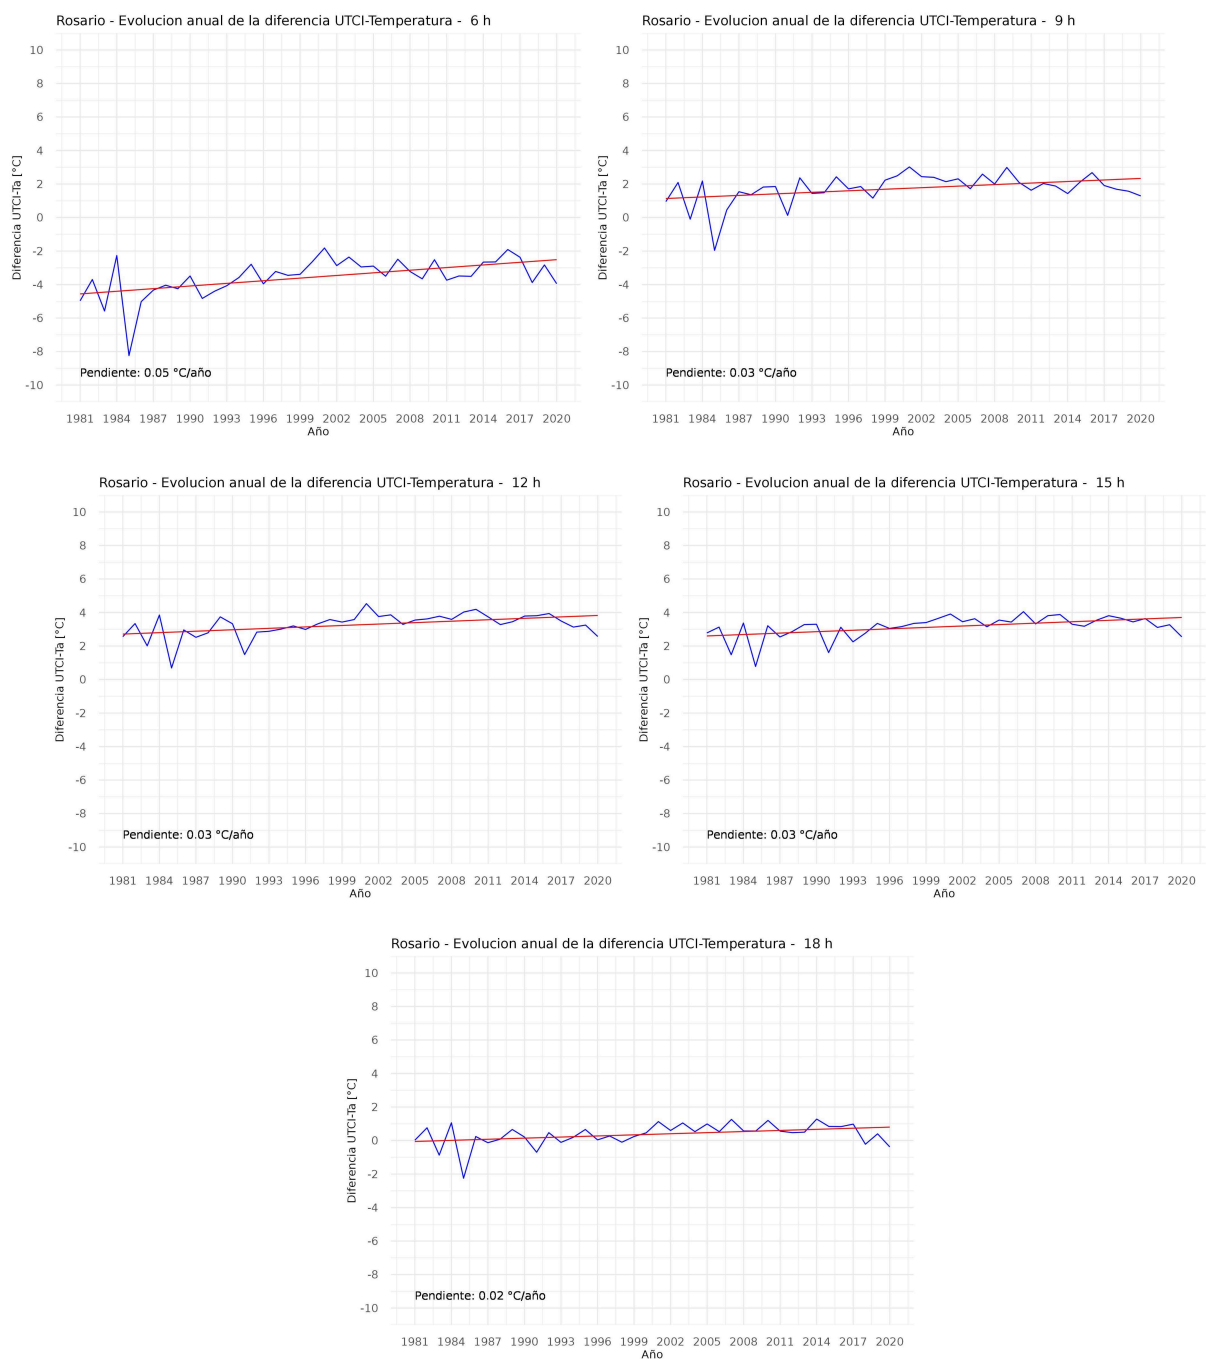 Rosario - Evolucion anual de la diferencia UTCI-Temperatura -  6 h
10
8
6
4
2
0
-2
-4
-6
-8
-10
Diferencia UTCI-Ta [°C]
Pendiente: 0.05 °C/año
1981 1984 1987 1990 1993 1996 1999 2002 2005 2008 2011 2014 2017 2020
Año
Rosario - Evolucion anual de la diferencia UTCI-Temperatura -  9 h
10
8
6
4
2
0
-2
-4
-6
-8
-10
Diferencia UTCI-Ta [°C]
Pendiente: 0.03 °C/año
1981 1984 1987 1990 1993 1996 1999 2002 2005 2008 2011 2014 2017 2020
Año
Rosario - Evolucion anual de la diferencia UTCI-Temperatura -  12 h
10
8
6
4
2
0
-2
-4
-6
-8
-10
Diferencia UTCI-Ta [°C]
Pendiente: 0.03 °C/año
1981 1984 1987 1990 1993 1996 1999 2002 2005 2008 2011 2014 2017 2020
Año
Rosario - Evolucion anual de la diferencia UTCI-Temperatura -  15 h
10
8
6
4
2
0
-2
-4
-6
-8
-10
Diferencia UTCI-Ta [°C]
Pendiente: 0.03 °C/año
1981 1984 1987 1990 1993 1996 1999 2002 2005 2008 2011 2014 2017 2020
Año
Rosario - Evolucion anual de la diferencia UTCI-Temperatura -  18 h
10
8
6
4
2
0
-2
-4
-6
-8
-10
Diferencia UTCI-Ta [°C]
Pendiente: 0.02 °C/año
1981 1984 1987 1990 1993 1996 1999 2002 2005 2008 2011 2014 2017 2020
Año